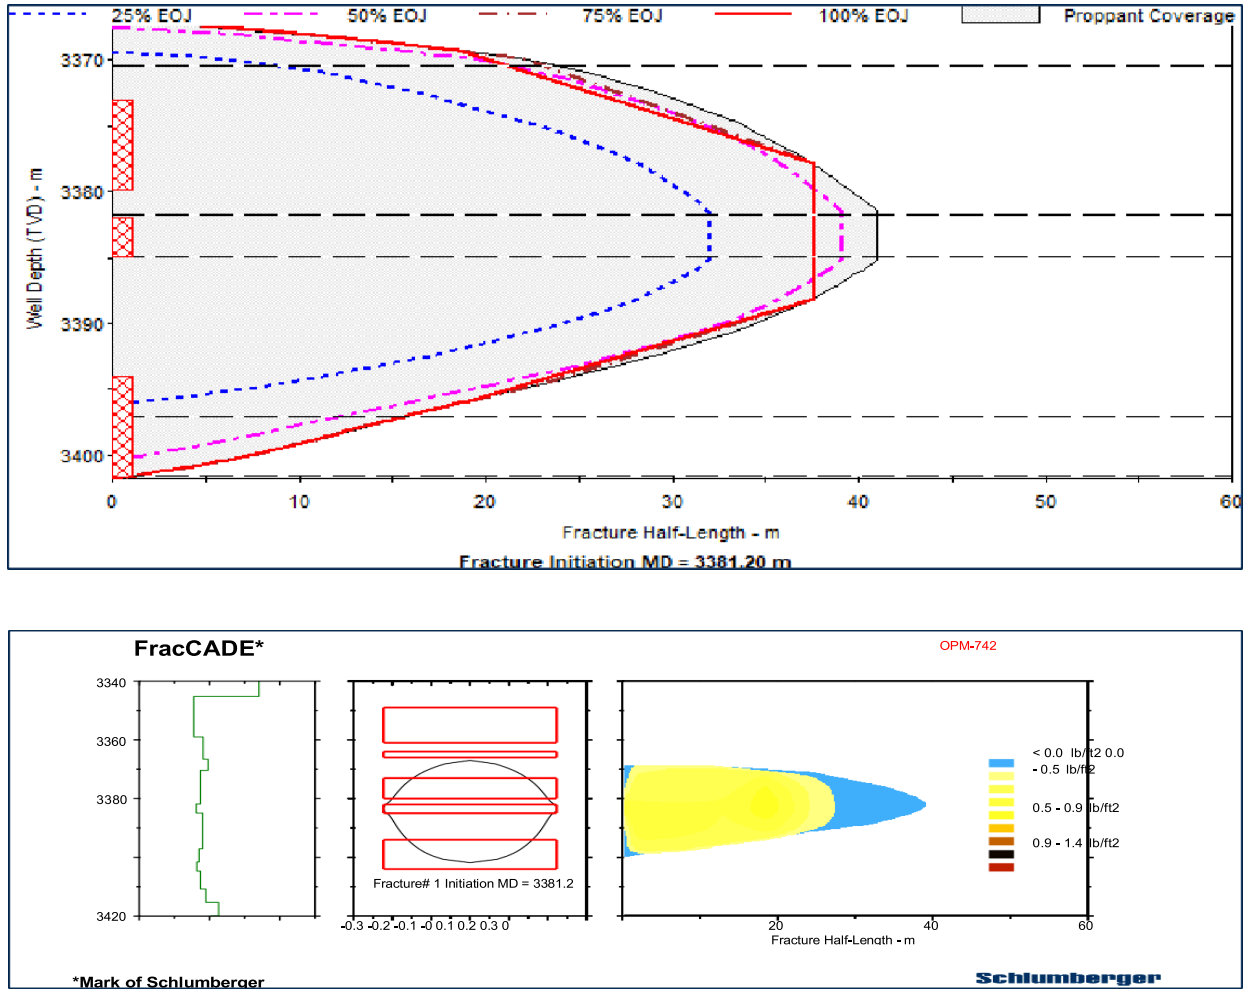 25% EOJ 50% EOJ 75% EOJ 100% EOJ Proppant Coverage
3370
3380
3390
3400
Well Depth (TVD) - m
0 10 20 30 40 50 60
Fracture Half-Length - m
Fracture Initiation MD = 3381.20 m
FracCADE*
OPM-742
3340
3360
3380
3400
3420
Fracture# 1 Initiation MD = 3381.2
-0.3 -0.2 -0.1 -0 0.1 0.2 0.3 0
< 0.0 lb/ft2 0.0
- 0.5 lb/ft2
0.5 - 0.9 lb/ft2
0.9 - 1.4 lb/ft2
20 40 60
Fracture Half-Length - m
*Mark of Schlumberger
Schlumberger